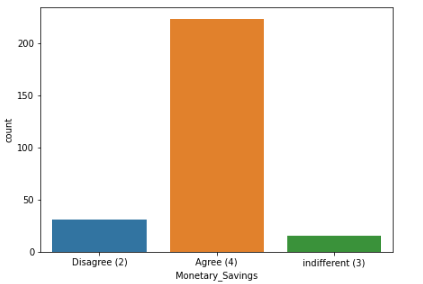 200
150
100
50
0
count
Disagree (2)
Agree (4)
indifferent (3)
Monetary_Savings